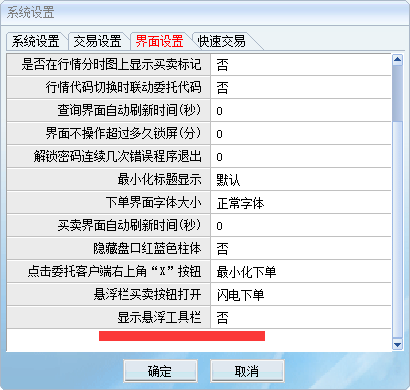 系统设置
系统设置 交易设置 界面设置 快速交易
是否在行情分时图上显示买卖标记 否
行情代码切换时联动委托代码 否
查询界面自动刷新时间(秒) 0
界面不操作超过多久锁屏(分) 0
解锁密码连续几次错误程序退出 0
最小化标题显示 默认
下单界面字体大小 正常字体
买卖界面自动刷新时间(秒) 0
隐藏盘口红蓝色柱体 否
点击委托客户端右上角“X”按钮 最小化下单
悬浮栏买卖按钮打开 闪电下单
显示悬浮工具栏 否
确定 取消